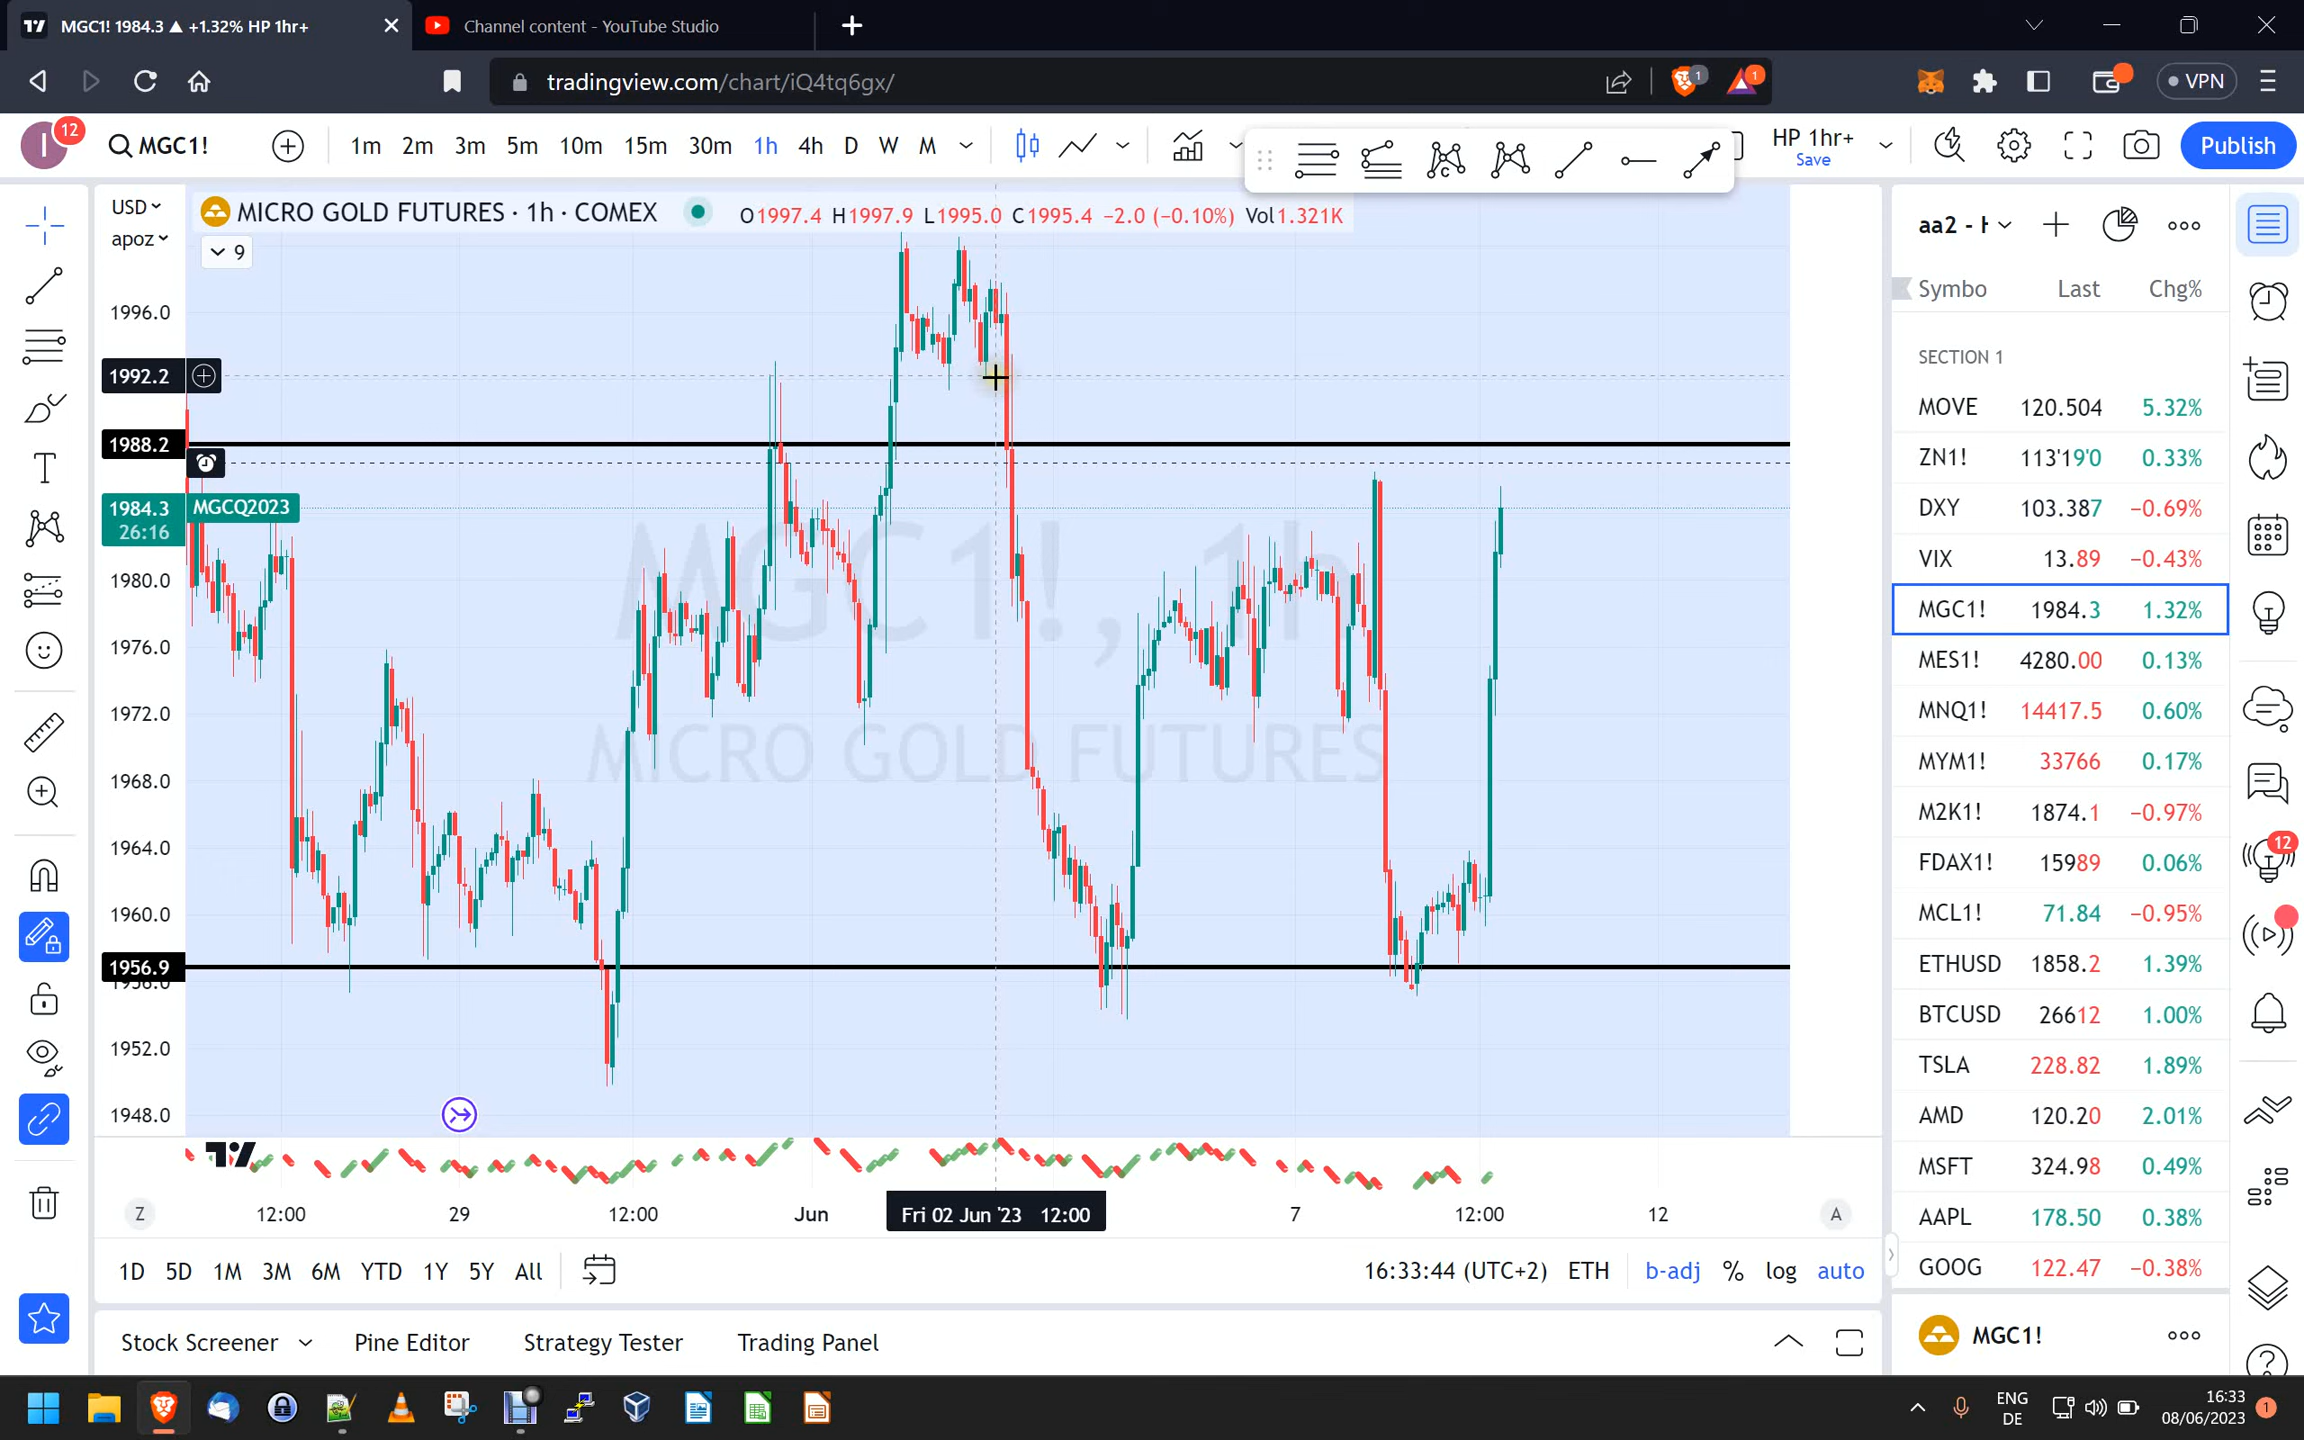 MGC1! 1984.3 ▲ +1.32% HP 1hr+
Channel content - YouTube Studio
tradingview.com/chart/iQ4tq6gx/
1
1
VPN
I
12
MGC1!
1m 2m 3m 5m 10m 15m 30m 1h 4h D W M
HP 1hr+
Save
Publish
USD
apoz
MICRO GOLD FUTURES · 1h · COMEX
O1997.4 H1997.9 L1995.0 C1995.4 −2.0 (−0.10%) Vol1.321K
9
1996.0
1992.2
1988.2
1984.3
26:16
MGCQ2023
1980.0
1976.0
1972.0
1968.0
1964.0
1960.0
1956.9
1956.0
1952.0
1948.0
MGC1!, 1h
MICRO GOLD FUTURES
Z
12:00
29
12:00
Jun
Fri 02 Jun '23 12:00
7
12:00
12
A
1D 5D 1M 3M 6M YTD 1Y 5Y All
16:33:44 (UTC+2) ETH b-adj % log auto
Stock Screener Pine Editor Strategy Tester Trading Panel
aa2 - H
Symbo Last Chg%
SECTION 1
MOVE 120.504 5.32%
ZN1! 113'19'0 0.33%
DXY 103.387 −0.69%
VIX 13.89 −0.43%
MGC1! 1984.3 1.32%
MES1! 4280.00 0.13%
MNQ1! 14417.5 0.60%
MYM1! 33766 0.17%
M2K1! 1874.1 −0.97%
FDAX1! 15989 0.06%
MCL1! 71.84 −0.95%
ETHUSD 1858.2 1.39%
BTCUSD 26612 1.00%
TSLA 228.82 1.89%
AMD 120.20 2.01%
MSFT 324.98 0.49%
AAPL 178.50 0.38%
GOOG 122.47 −0.38%
MGC1!
12
ENG
DE
16:33
08/06/2023
1